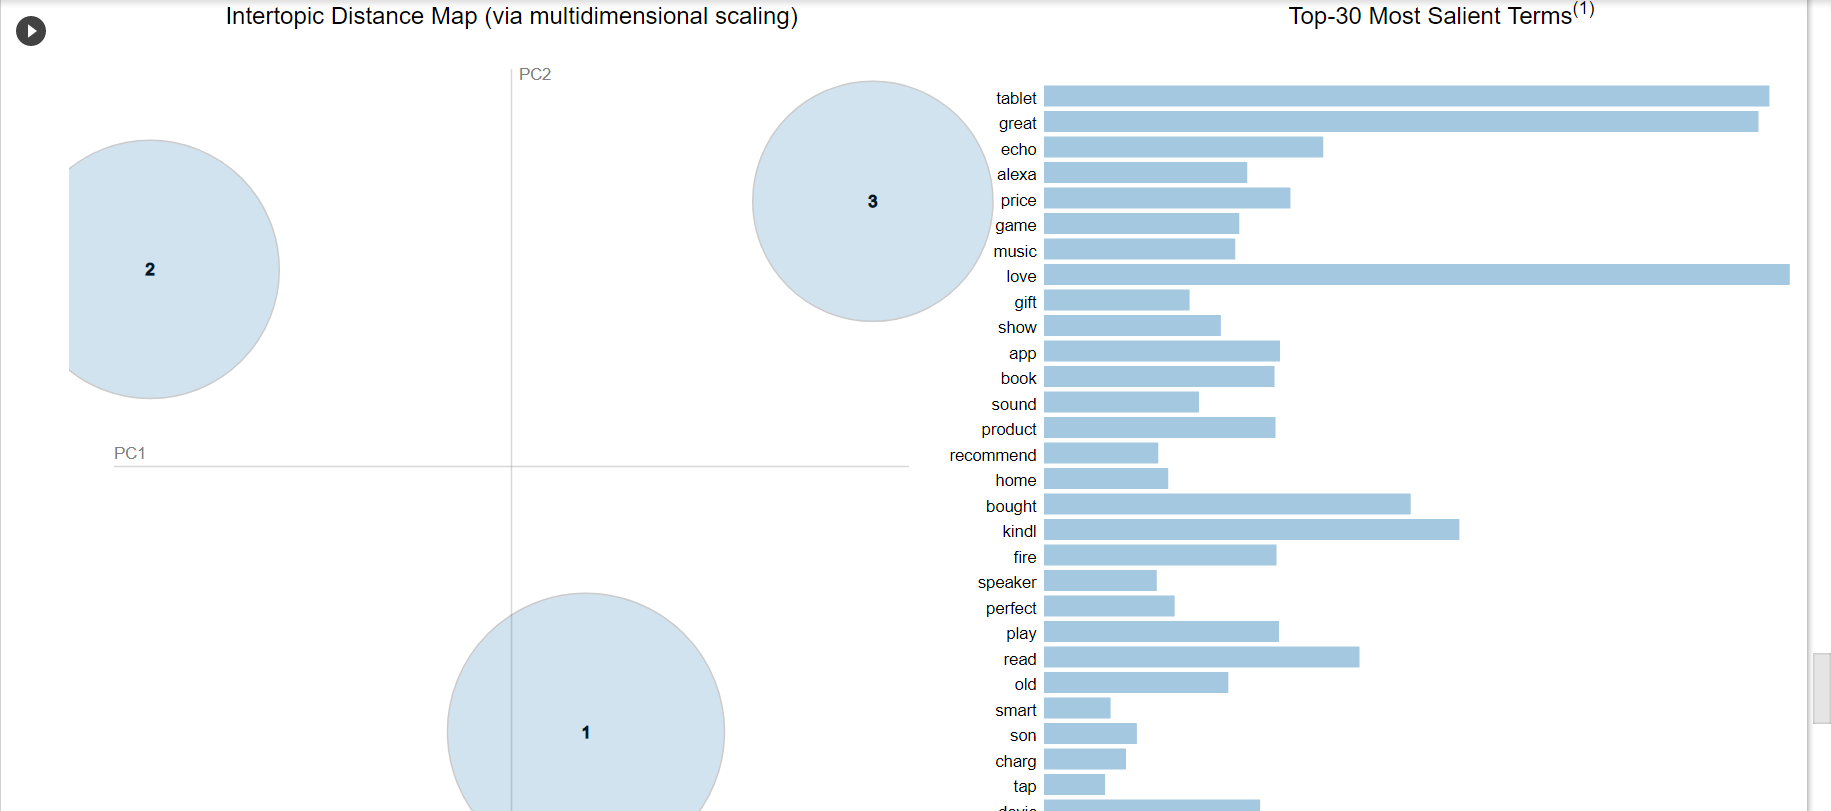 Intertopic Distance Map (via multidimensional scaling)
Top-30 Most Salient Terms(1)
PC2
PC1
2
3
1
tablet
great
echo
alexa
price
game
music
love
gift
show
app
book
sound
product
recommend
home
bought
kindl
fire
speaker
perfect
play
read
old
smart
son
charg
tap